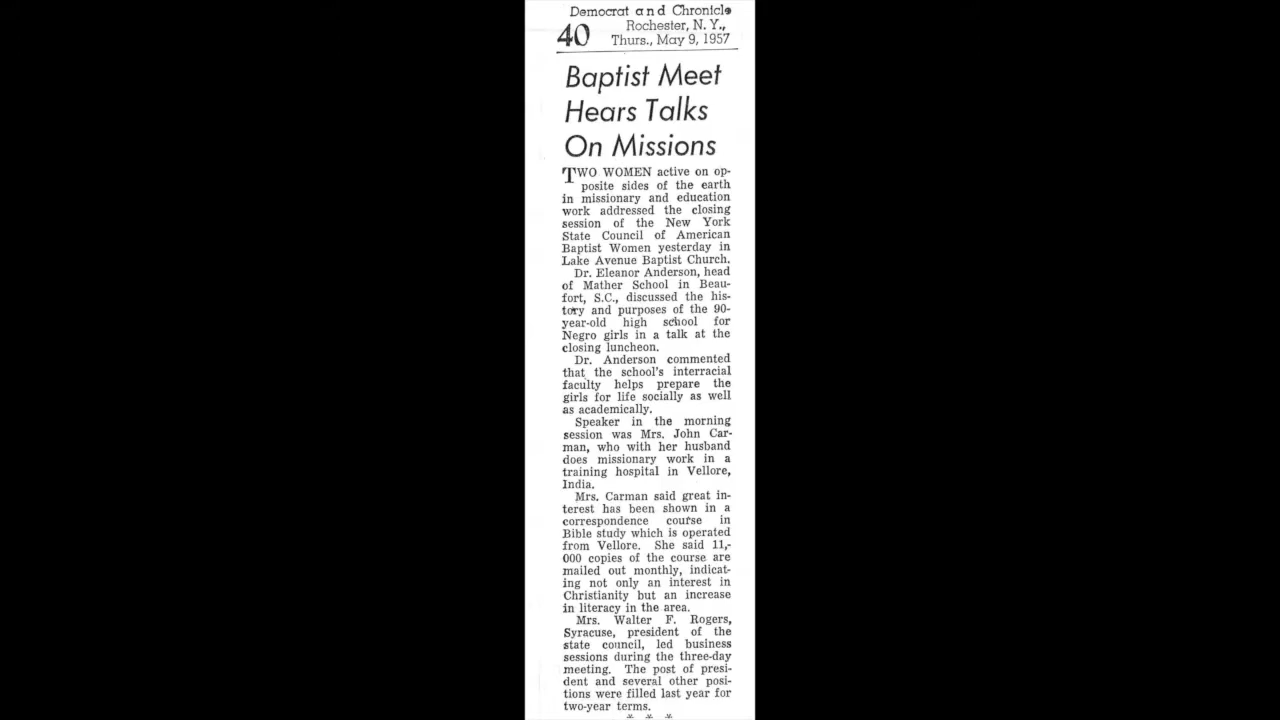 Democrat and Chronicle
40 Rochester, N. Y.,
Thurs., May 9, 1957
Baptist Meet
Hears Talks
On Missions
TWO WOMEN active on op-
posite sides of the earth
in missionary and education
work addressed the closing
session of the New York
State Council of American
Baptist Women yesterday in
Lake Avenue Baptist Church.
Dr. Eleanor Anderson, head
of Mather School in Beau-
fort, S.C., discussed the his-
tory and purposes of the 90-
year-old high school for
Negro girls in a talk at the
closing luncheon.
Dr. Anderson commented
that the school's interracial
faculty helps prepare the
girls for life socially as well
as academically.
Speaker in the morning
session was Mrs. John Car-
man, who with her husband
does missionary work in a
training hospital in Vellore,
India.
Mrs. Carman said great in-
terest has been shown in a
correspondence course in
Bible study which is operated
from Vellore. She said 11,-
000 copies of the course are
mailed out monthly, indicat-
ing not only an interest in
Christianity but an increase
in literacy in the area.
Mrs. Walter F. Rogers,
Syracuse, president of the
state council, led business
sessions during the three-day
meeting. The post of presi-
dent and several other posi-
tions were filled last year for
two-year terms.
* * *